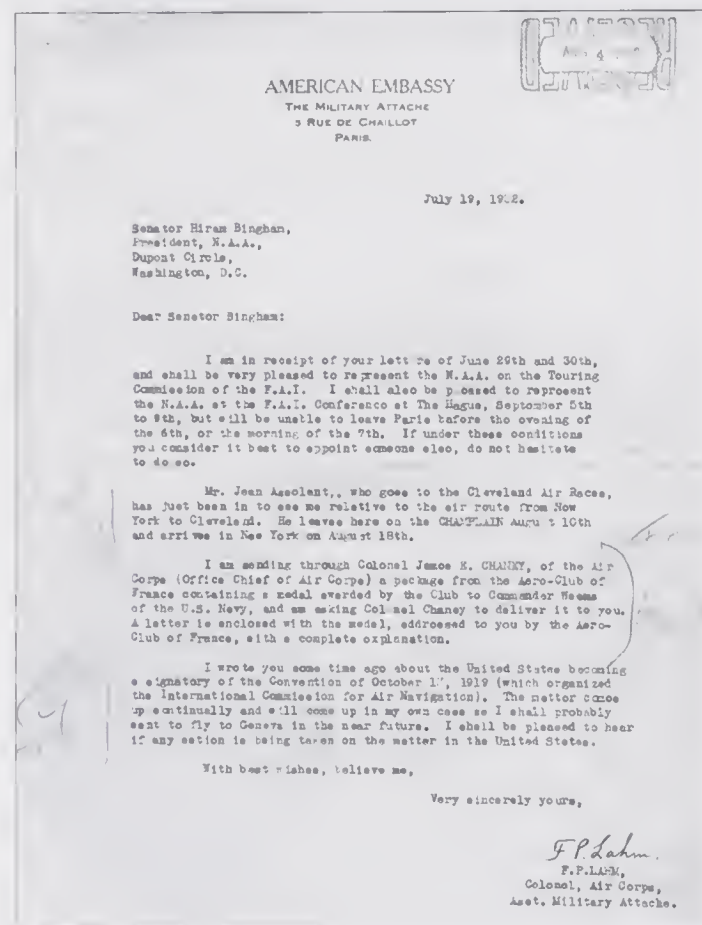 4
AMERICAN EMBASSY
THE MILITARY ATTACHE
5 RUE DE CHAILLOT
PARIS.
July 19, 1932.
Senator Hiram Bingham,
President, N.A.A.,
Dupont Circle,
Washington, D.C.
Dear Senator Bingham:
I am in receipt of your letters of June 29th and 30th,
and shall be very pleased to represent the N.A.A. on the Touring
Commission of the F.A.I. I shall also be pleased to represent
the N.A.A. at the F.A.I. Conference at The Hague, September 5th
to 9th, but will be unable to leave Paris before the evening of
the 6th, or the morning of the 7th. If under these conditions
you consider it best to appoint someone else, do not hesitate
to do so.
Mr. Jean Assolant,, who goes to the Cleveland Air Races,
has just been in to see me relative to the air route from New
York to Cleveland. He leaves here on the CHAMPLAIN August 10th
and arrives in New York on August 18th.
I am sending through Colonel James E. CHANEY, of the Air
Corps (Office Chief of Air Corps) a package from the Aero-Club of
France containing a medal awarded by the Club to Commander Weems
of the U.S. Navy, and am asking Colonel Chaney to deliver it to you.
A letter is enclosed with the medal, addressed to you by the Aero-
Club of France, with a complete explanation.
I wrote you some time ago about the United States becoming
a signatory of the Convention of October 1, 1919 (which organized
the International Commission for Air Navigation). The matter comes
up continually and will come up in my own case as I shall probably
want to fly to Geneva in the near future. I shall be pleased to hear
if any action is being taken on the matter in the United States.
With best wishes, believe me,
Very sincerely yours,
F.P. Lahm.
F.P.LAHM,
Colonel, Air Corps,
Asst. Military Attache.